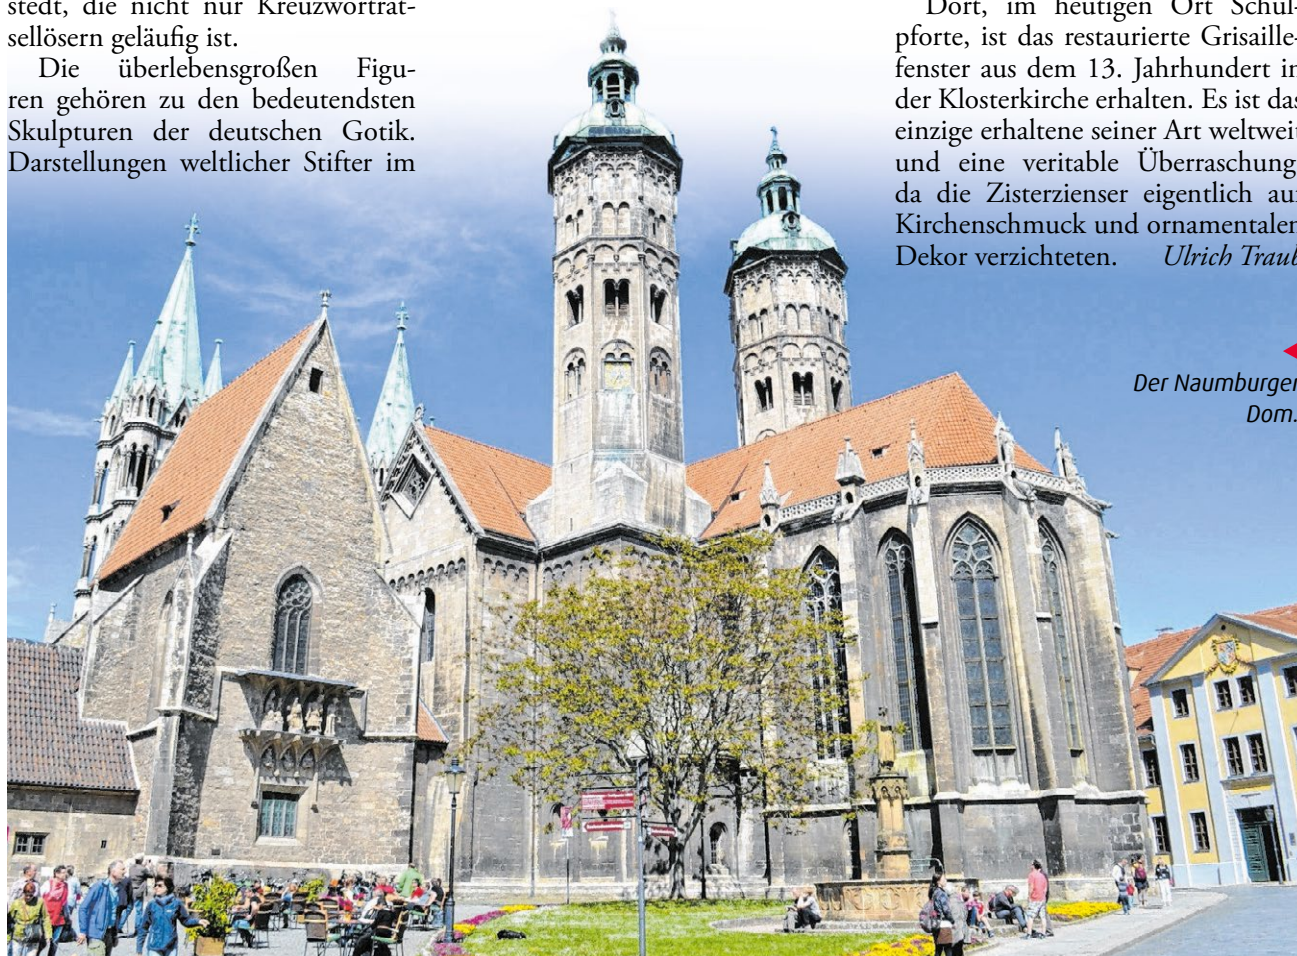 stedt, die nicht nur Kreuzworträt-
sellösern geläufig ist.
Die überlebensgroßen Figu-
ren gehören zu den bedeutendsten
Skulpturen der deutschen Gotik.
Darstellungen weltlicher Stifter im
Dort, im heutigen Ort Schul-
pforte, ist das restaurierte Grisaille-
fenster aus dem 13. Jahrhundert in
der Klosterkirche erhalten. Es ist das
einzige erhaltene seiner Art weltweit
und eine veritable Überraschung,
da die Zisterzienser eigentlich auf
Kirchenschmuck und ornamentalen
Dekor verzichteten. Ulrich Traub
Der Naumburger
Dom.